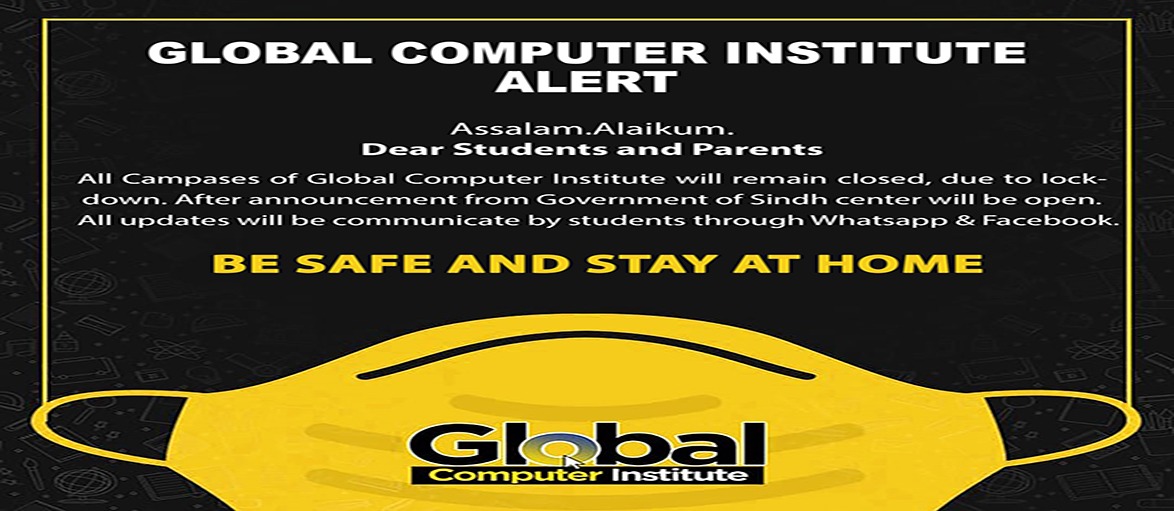 GLOBAL COMPUTER INSTITUTE
ALERT
Assalam.Alaikum.
Dear Students and Parents
All Campases of Global Computer Institute will remain closed, due to lock-
down. After announcement from Government of Sindh center will be open.
All updates will be communicate by students through Whatsapp & Facebook.
BE SAFE AND STAY AT HOME
Global
Computer Institute